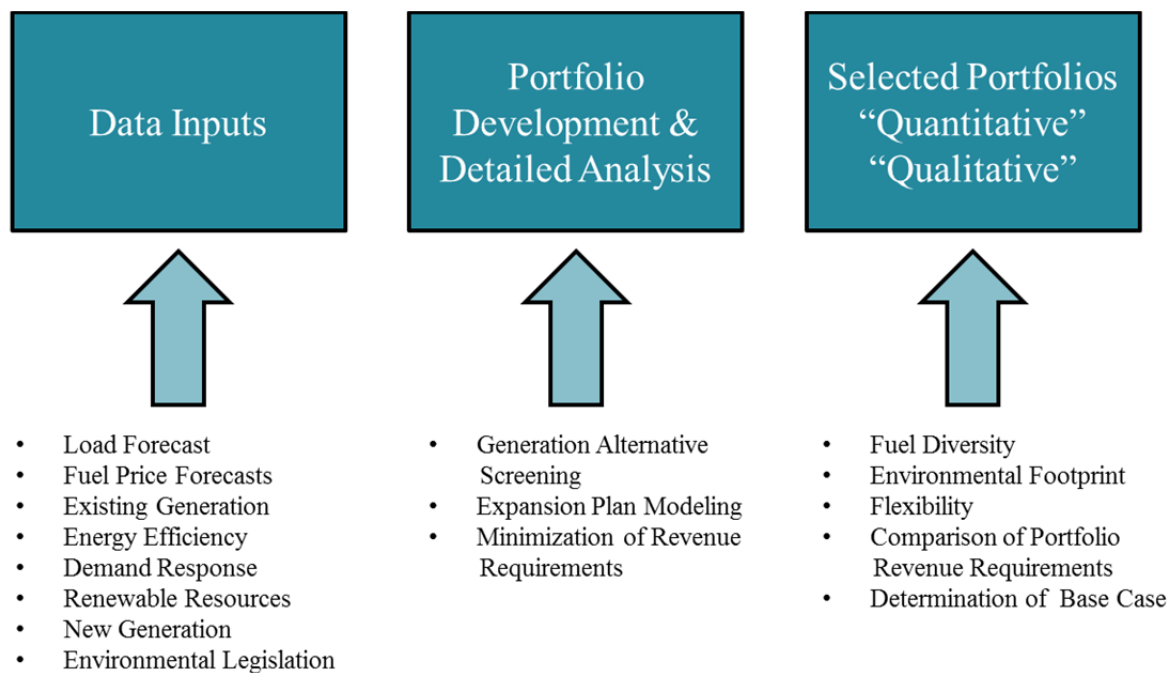 Data Inputs
Portfolio
Development &
Detailed Analysis
Selected Portfolios
“Quantitative”
“Qualitative”
• Load Forecast
• Fuel Price Forecasts
• Existing Generation
• Energy Efficiency
• Demand Response
• Renewable Resources
• New Generation
• Environmental Legislation
• Generation Alternative
Screening
• Expansion Plan Modeling
• Minimization of Revenue
Requirements
• Fuel Diversity
• Environmental Footprint
• Flexibility
• Comparison of Portfolio
Revenue Requirements
• Determination of Base Case